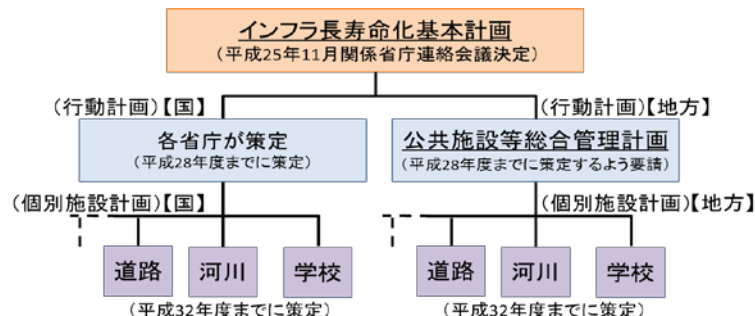 インフラ長寿命化基本計画
(平成25年11月関係省庁連絡会議決定)
(行動計画)【国】
(行動計画)【地方】
各省庁が策定
(平成28年度までに策定)
公共施設等総合管理計画
(平成28年度までに策定するよう要請)
(個別施設計画)【国】
(個別施設計画)【地方】
道路
河川
学校
道路
河川
学校
(平成32年度までに策定)
(平成32年度までに策定)